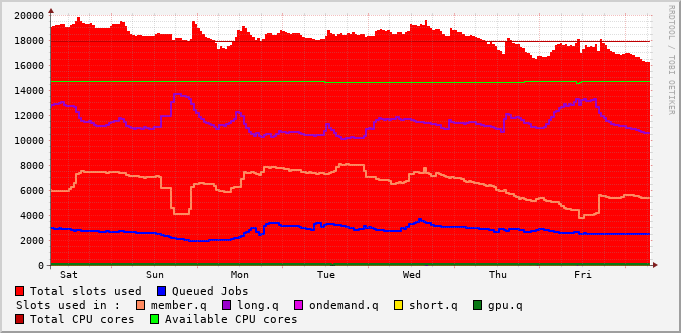 20000
18000
16000
14000
12000
10000
8000
6000
4000
2000
0
Sat Sun Mon Tue Wed Thu Fri
RRDTOOL / TOBI OETIKER
Total slots used Queued Jobs
Slots used in : member.q long.q ondemand.q short.q gpu.q
Total CPU cores Available CPU cores